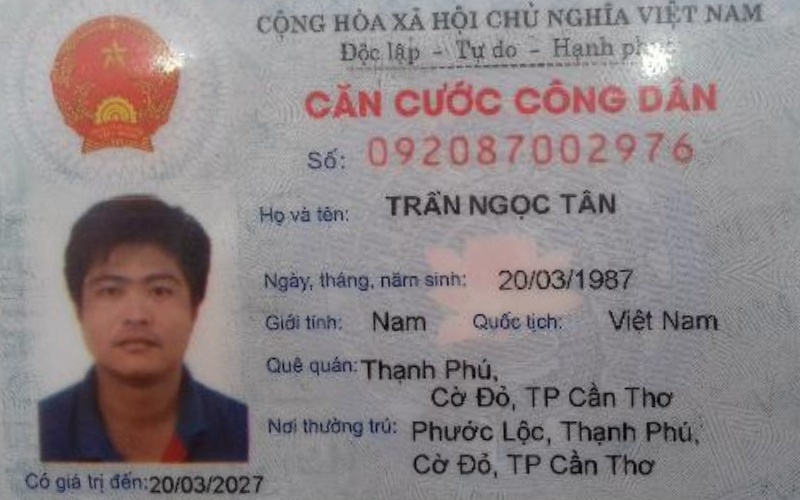 CỘNG HÒA XÃ HỘI CHỦ NGHĨA VIỆT NAM
Độc lập - Tự do - Hạnh phúc
CĂN CƯỚC CÔNG DÂN
Số: 092087002976
Họ và tên: TRẦN NGỌC TÂN
Ngày, tháng, năm sinh: 20/03/1987
Giới tính: Nam Quốc tịch: Việt Nam
Quê quán: Thạnh Phú,
Cờ Đỏ, TP Cần Thơ
Nơi thường trú: Phước Lộc, Thạnh Phú,
Cờ Đỏ, TP Cần Thơ
Có giá trị đến: 20/03/2027